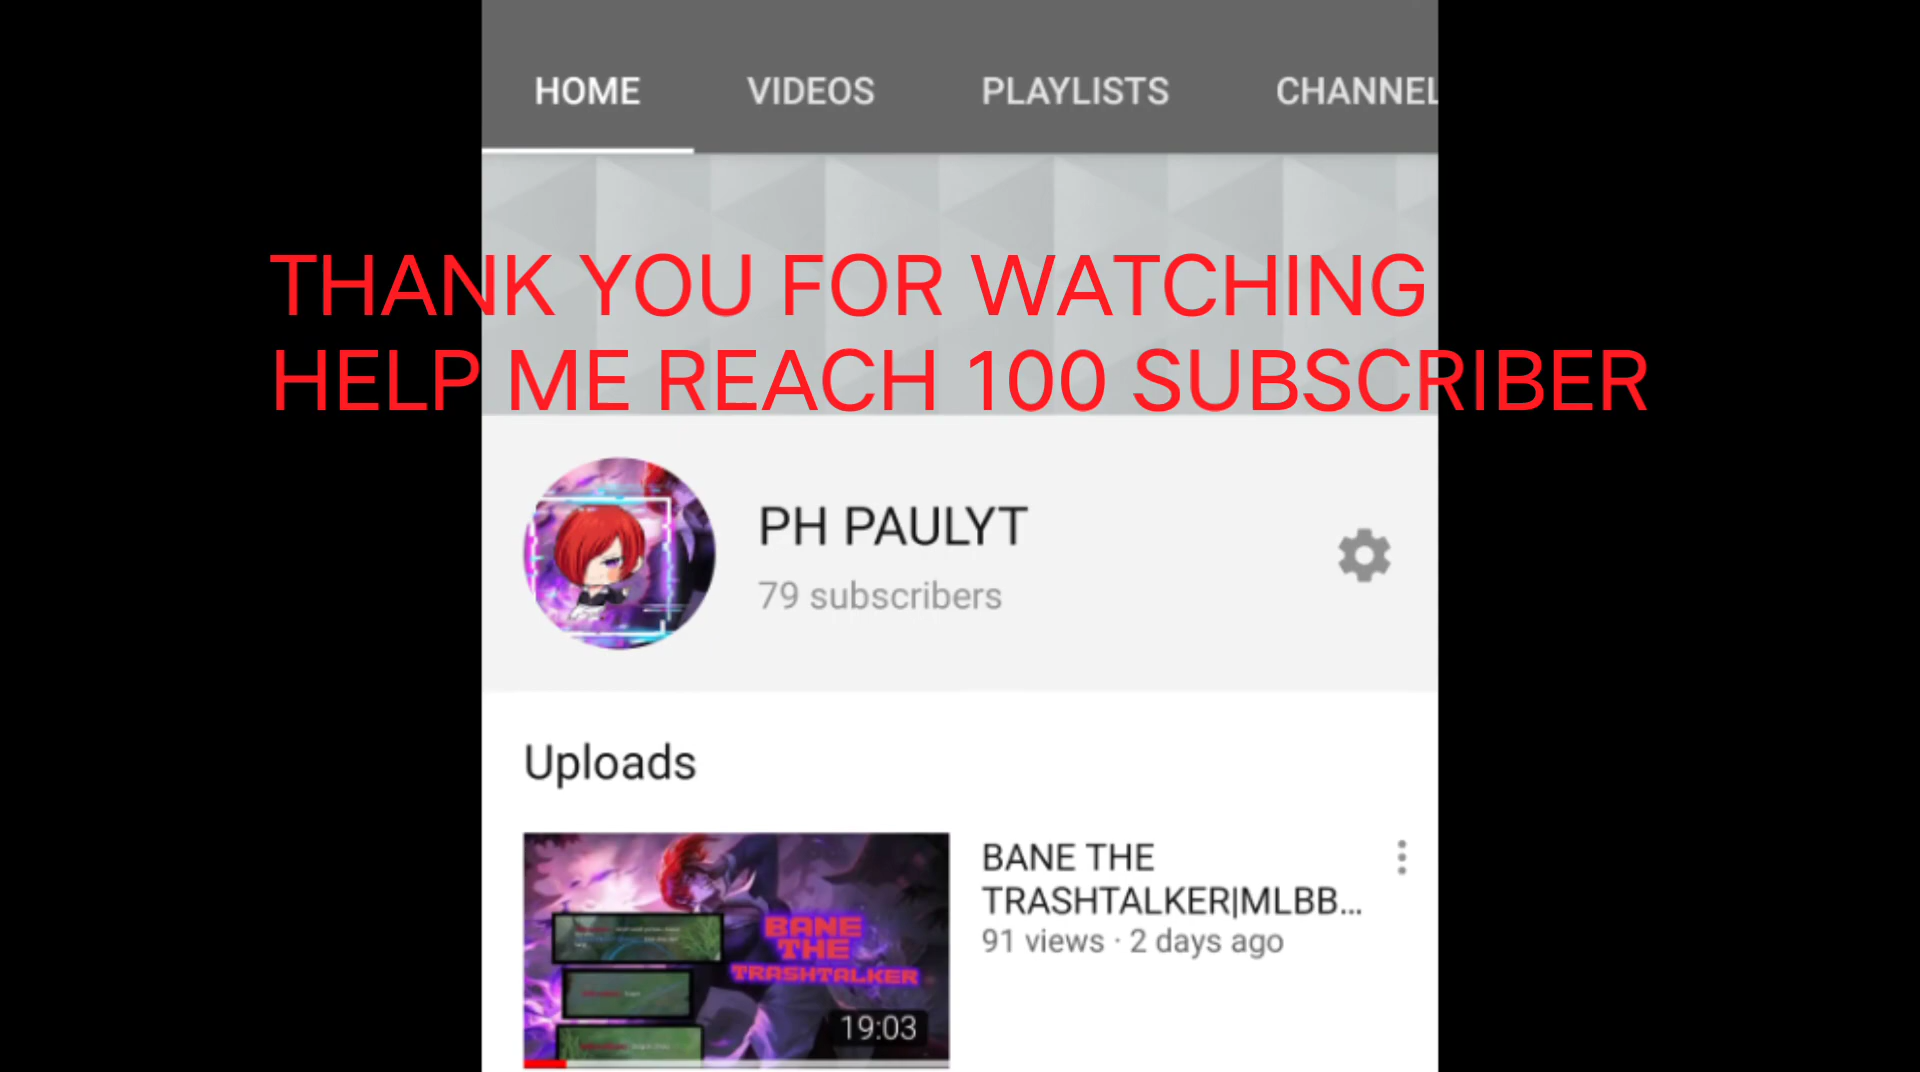 HOME VIDEOS PLAYLISTS CHANNEL
THANK YOU FOR WATCHING
HELP ME REACH 100 SUBSCRIBER
PH PAULYT
79 subscribers
Uploads
BANE THE
TRASHTALKER|MLBB...
91 views · 2 days ago
BANE
THE
TRASHTALKER
19:03